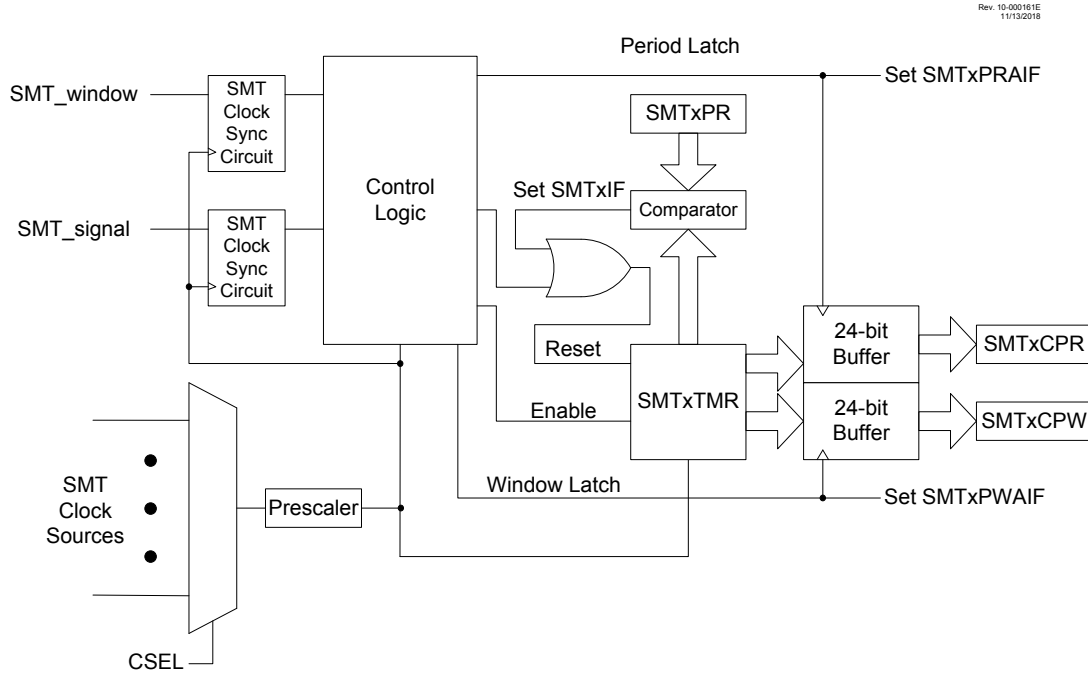 Rev. 10-000161E
11/13/2018
Period Latch
Set SMTxPRAIF
SMT_window
SMT
Clock
Sync
Circuit
SMTxPR
Control
Logic
Set SMTxIF
Comparator
SMT_signal
SMT
Clock
Sync
Circuit
24-bit
Buffer
SMTxCPR
Reset
SMTxTMR
Enable
24-bit
Buffer
SMTxCPW
Window Latch
Set SMTxPWAIF
SMT
Clock
Sources
Prescaler
CSEL